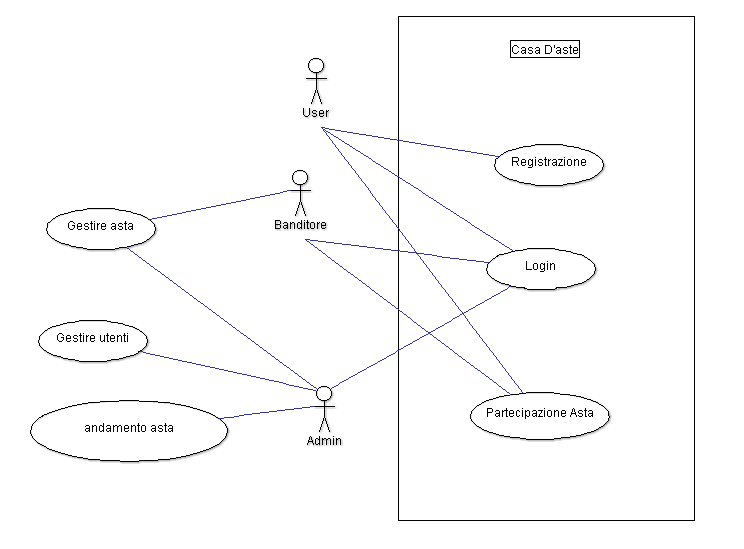 Casa D'aste
User
Registrazione
Banditore
Gestire asta
Login
Gestire utenti
Partecipazione Asta
andamento asta
Admin